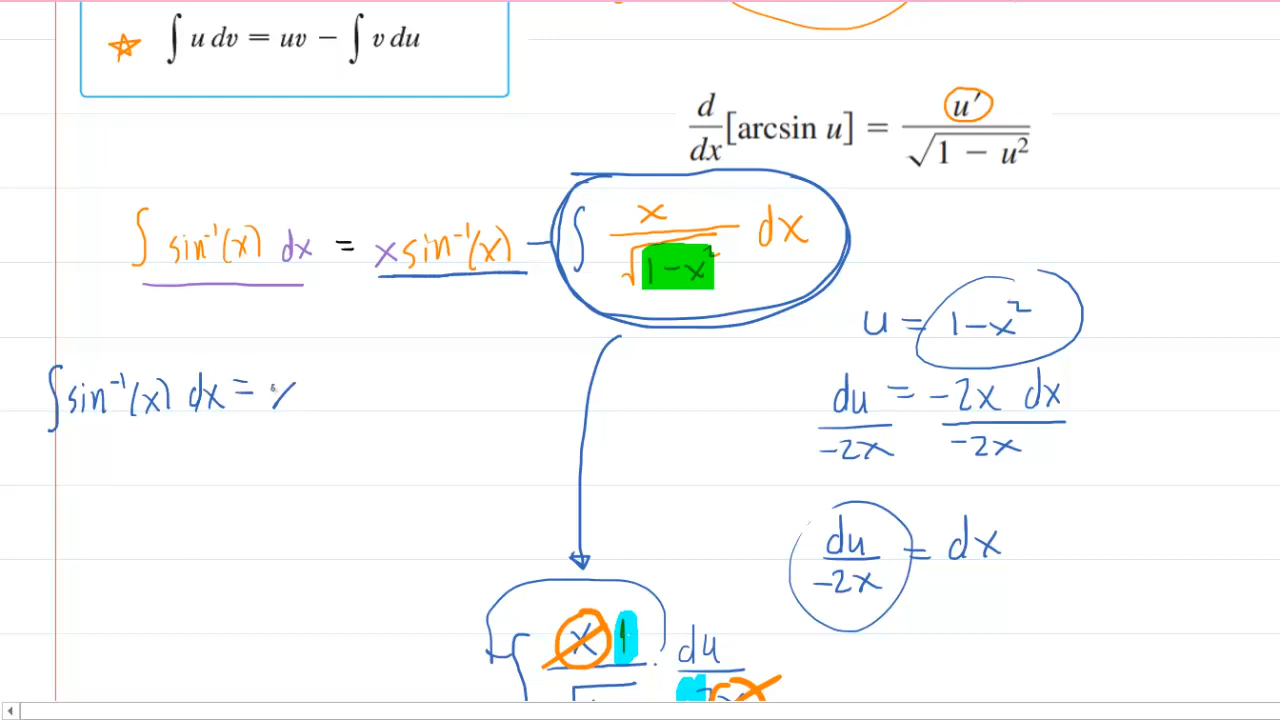 ☆ ∫ u dv = uv − ∫ v du
d/dx [arcsin u] = u′/√(1 − u²)
∫ sin⁻¹(x) dx = x sin⁻¹(x) − ∫ x/√(1−x²) dx
u = 1−x²
∫ sin⁻¹(x) dx = x
du/−2x = −2x dx/−2x
du/−2x = dx
x 1 · du